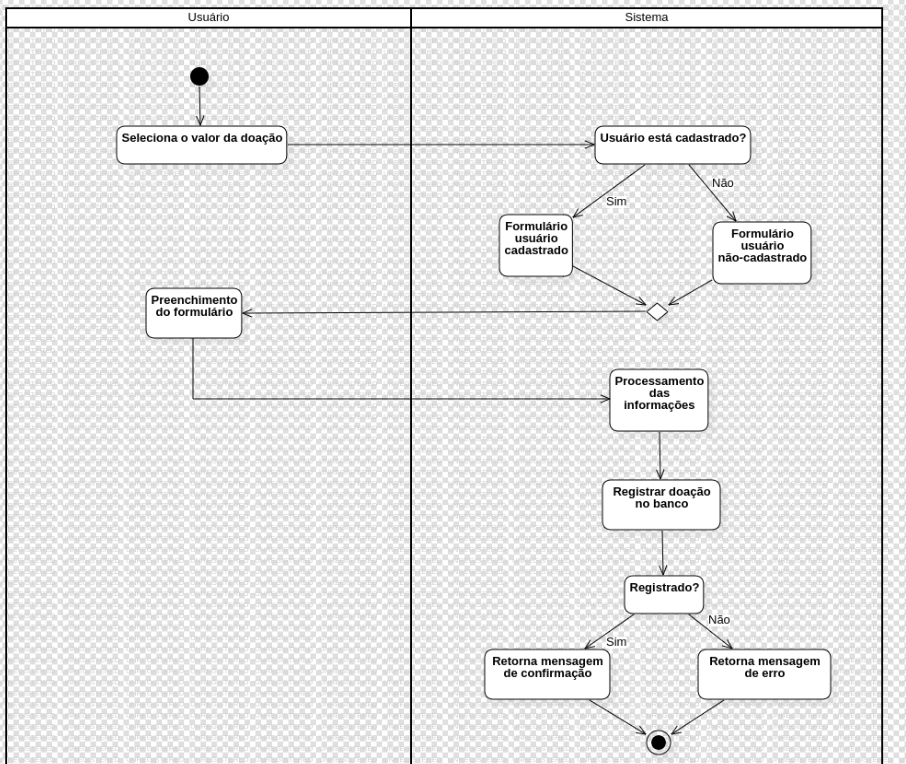 Usuário
Sistema
Seleciona o valor da doação
Usuário está cadastrado?
Sim
Não
Formulário
usuário
cadastrado
Formulário
usuário
não-cadastrado
Preenchimento
do formulário
Processamento
das
informações
Registrar doação
no banco
Registrado?
Sim
Não
Retorna mensagem
de confirmação
Retorna mensagem
de erro